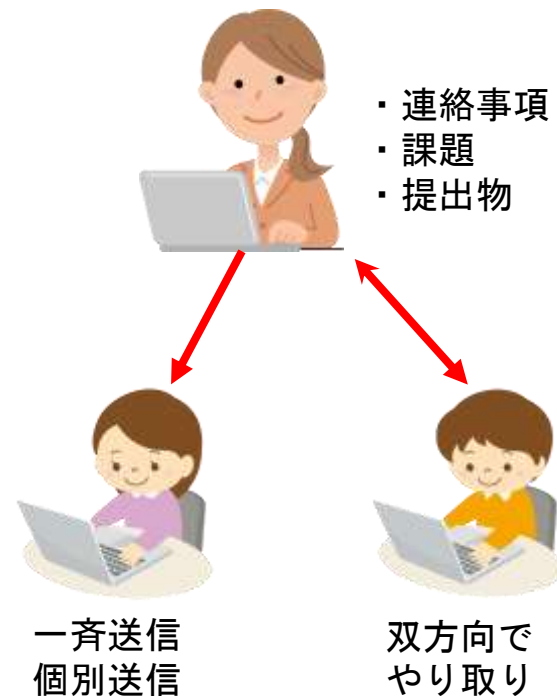 ・連絡事項
・課題
・提出物
一斉送信
個別送信
双方向で
やり取り